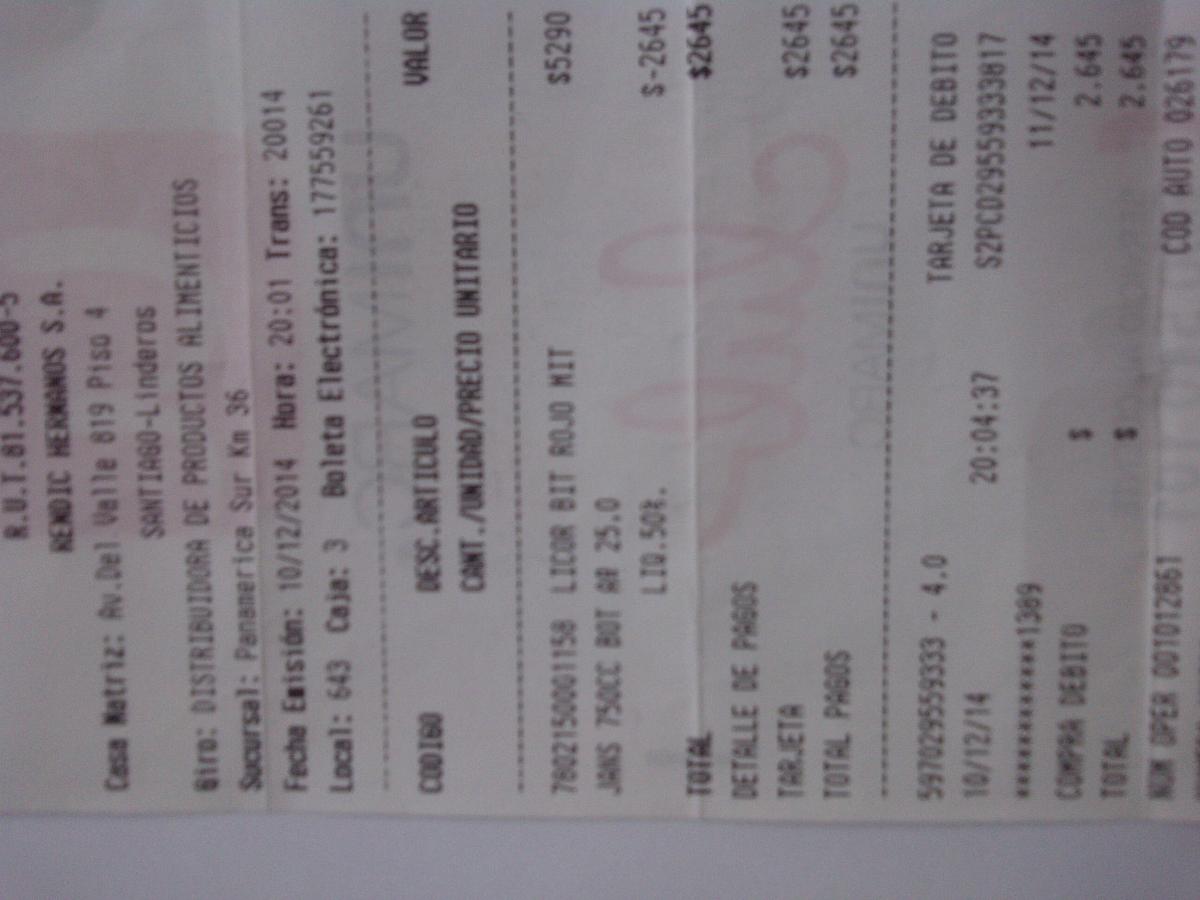 R.U.T.81.537.600-5
RENDIC HERMANOS S.A.
Casa Matriz: Av.Del Valle 819 Piso 4
SANTIAGO-Linderos
Giro: DISTRIBUIDORA DE PRODUCTOS ALIMENTICIOS
Sucursal: Panamerica Sur Km 36
Fecha Emisión: 10/12/2014 Hora: 20:01 Trans: 20014
Local: 643 Caja: 3 Boleta Electrónica: 177559261
CODIGO DESC.ARTICULO VALOR
CANT./UNIDAD/PRECIO UNITARIO
7802150001158 LICOR BIT ROJO MIT $5290
JANS 750CC BOT AP 25.0
LIQ.50%. $-2645
TOTAL $2645
DETALLE DE PAGOS
TARJETA $2645
TOTAL PAGOS $2645
597029559333 - 4.0 TARJETA DE DEBITO
10/12/14 20:04:37 S2PCD29559333817
************1389 11/12/14
COMPRA DEBITO $ 2.645
TOTAL $ 2.645
NUM OPER 001012861 COD AUTO 026179
UNIMARC